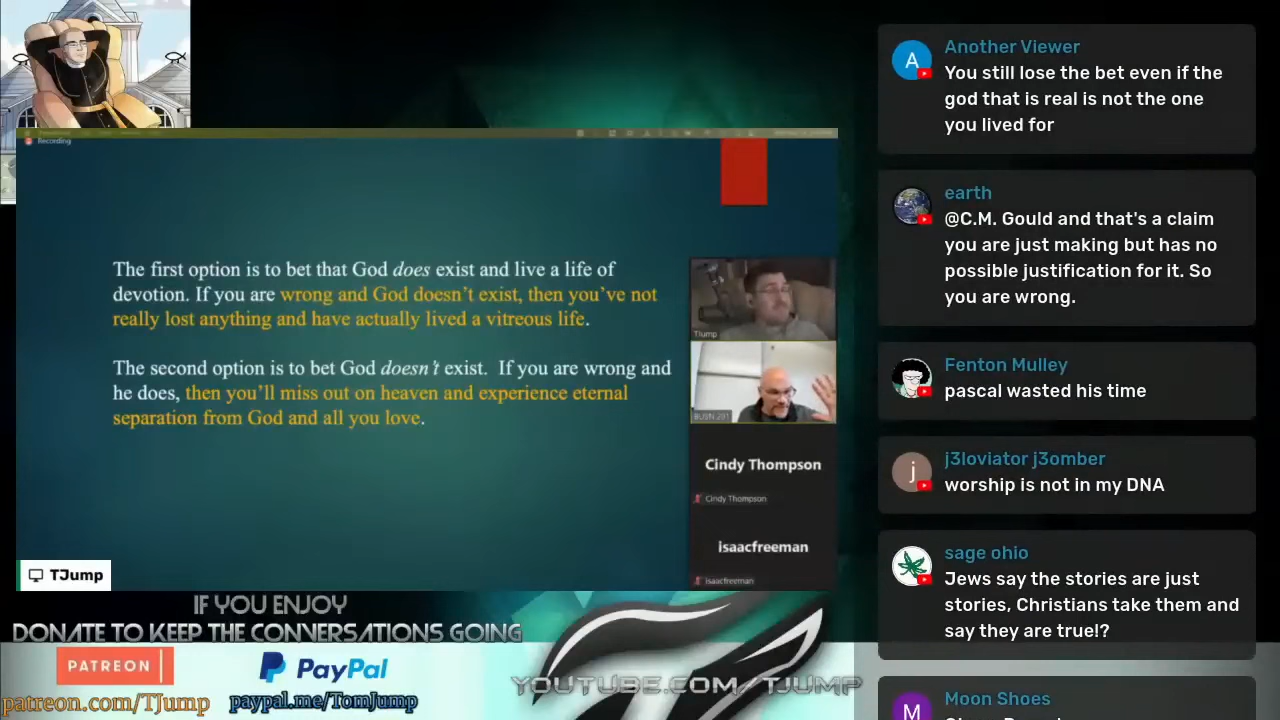 Recording
The first option is to bet that God does exist and live a life of
devotion. If you are wrong and God doesn't exist, then you've not
really lost anything and have actually lived a vitreous life.
The second option is to bet God doesn't exist. If you are wrong and
he does, then you'll miss out on heaven and experience eternal
separation from God and all you love.
TJump
BUSN 201
Cindy Thompson
Cindy Thompson
isaacfreeman
isaacfreeman
TJump
IF YOU ENJOY
DONATE TO KEEP THE CONVERSATIONS GOING
PATREON
PayPal
patreon.com/TJump
paypal.me/TomJump
YOUTUBE.COM/TJUMP
A
Another Viewer
You still lose the bet even if the
god that is real is not the one
you lived for
earth
@C.M. Gould and that's a claim
you are just making but has no
possible justification for it. So
you are wrong.
Fenton Mulley
pascal wasted his time
j
j3loviator j3omber
worship is not in my DNA
sage ohio
Jews say the stories are just
stories, Christians take them and
say they are true!?
M
Moon Shoes